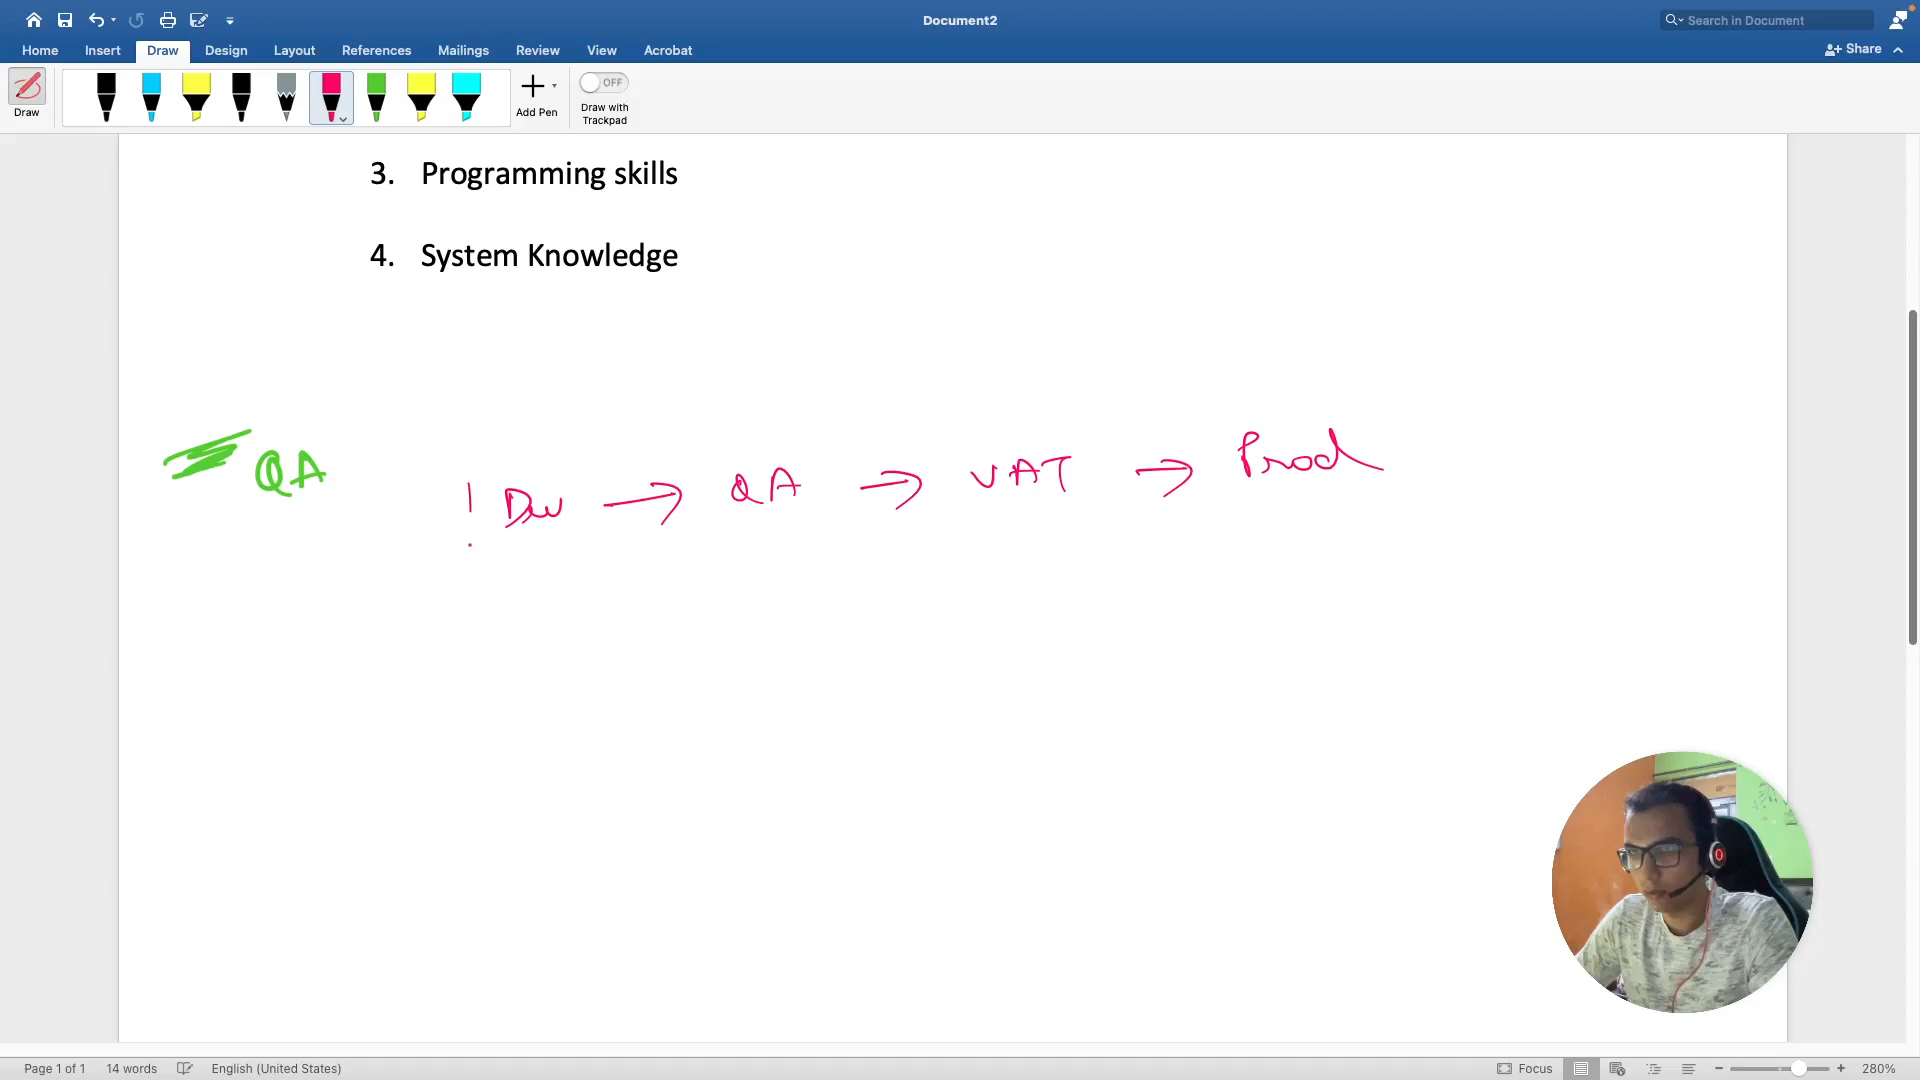 Document2
Search in Document
Home Insert Draw Design Layout References Mailings Review View Acrobat
Share
Draw
Add Pen
OFF
Draw with Trackpad
3. Programming skills
4. System Knowledge
QA
! Dev → QA → UAT → Prod
Page 1 of 1 14 words English (United States)
Focus
280%